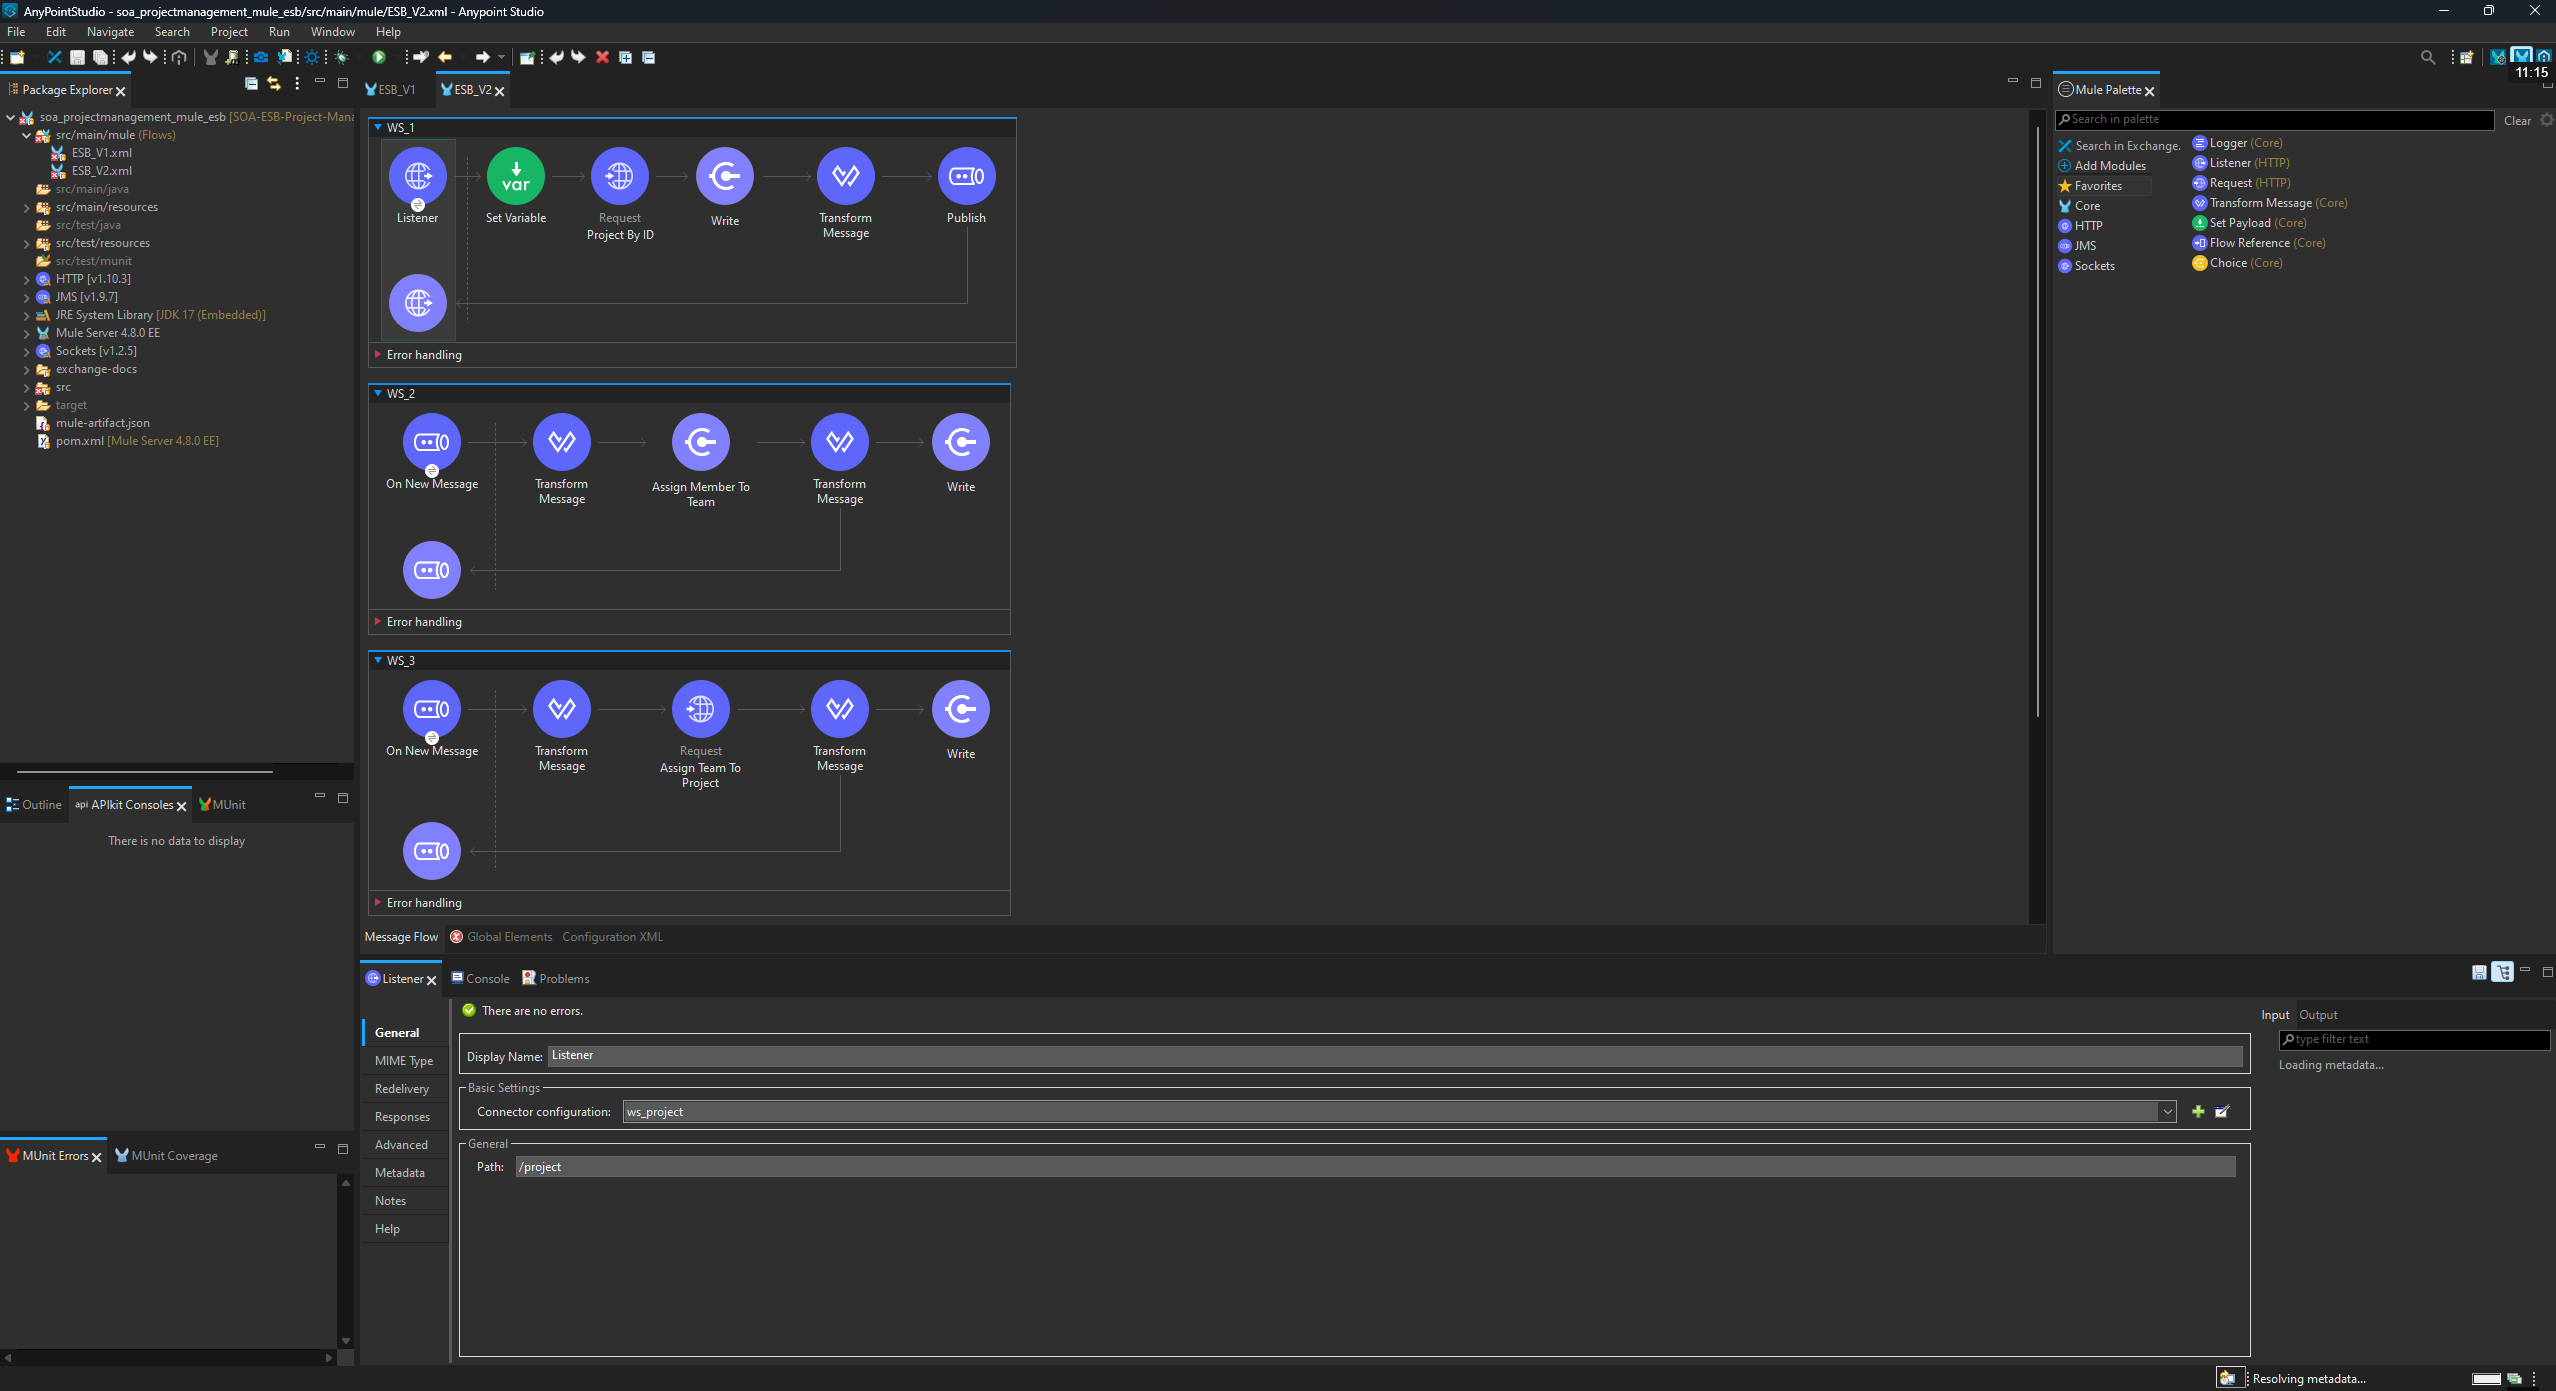 AnyPointStudio - soa_projectmanagement_mule_esb/src/main/mule/ESB_V2.xml - Anypoint Studio
File Edit Navigate Search Project Run Window Help
11:15
Package Explorer
soa_projectmanagement_mule_esb [SOA-ESB-Project-Mana
src/main/mule (Flows)
ESB_V1.xml
ESB_V2.xml
src/main/java
src/main/resources
src/test/java
src/test/resources
src/test/munit
HTTP [v1.10.3]
JMS [v1.9.7]
JRE System Library [JDK 17 (Embedded)]
Mule Server 4.8.0 EE
Sockets [v1.2.5]
exchange-docs
src
target
mule-artifact.json
pom.xml [Mule Server 4.8.0 EE]
Outline
api APIkit Consoles
MUnit
There is no data to display
MUnit Errors
MUnit Coverage
ESB_V1
ESB_V2
WS_1
var
Listener
Set Variable
Request
Project By ID
Write
Transform
Message
Publish
Error handling
WS_2
On New Message
Transform
Message
Assign Member To
Team
Transform
Message
Write
Error handling
WS_3
On New Message
Transform
Message
Request
Assign Team To
Project
Transform
Message
Write
Error handling
Message Flow
Global Elements
Configuration XML
Mule Palette
Search in palette
Clear
Search in Exchange.
Add Modules
Favorites
Core
HTTP
JMS
Sockets
Logger (Core)
Listener (HTTP)
Request (HTTP)
Transform Message (Core)
Set Payload (Core)
Flow Reference (Core)
Choice (Core)
Listener
Console
Problems
There are no errors.
General
MIME Type
Redelivery
Responses
Advanced
Metadata
Notes
Help
Display Name: Listener
Basic Settings
Connector configuration: ws_project
General
Path: /project
Input Output
type filter text
Loading metadata...
Resolving metadata...